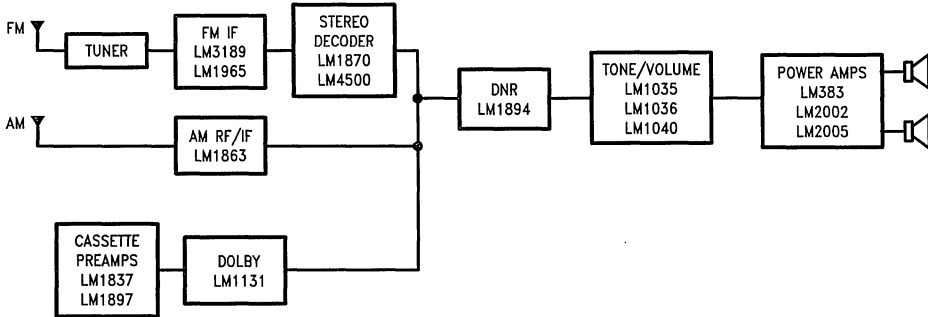 FM
TUNER
FM IF
LM3189
LM1965
STEREO
DECODER
LM1870
LM4500
AM
AM RF/IF
LM1863
CASSETTE
PREAMPS
LM1837
LM1897
DOLBY
LM1131
DNR
LM1894
TONE/VOLUME
LM1035
LM1036
LM1040
POWER AMPS
LM383
LM2002
LM2005